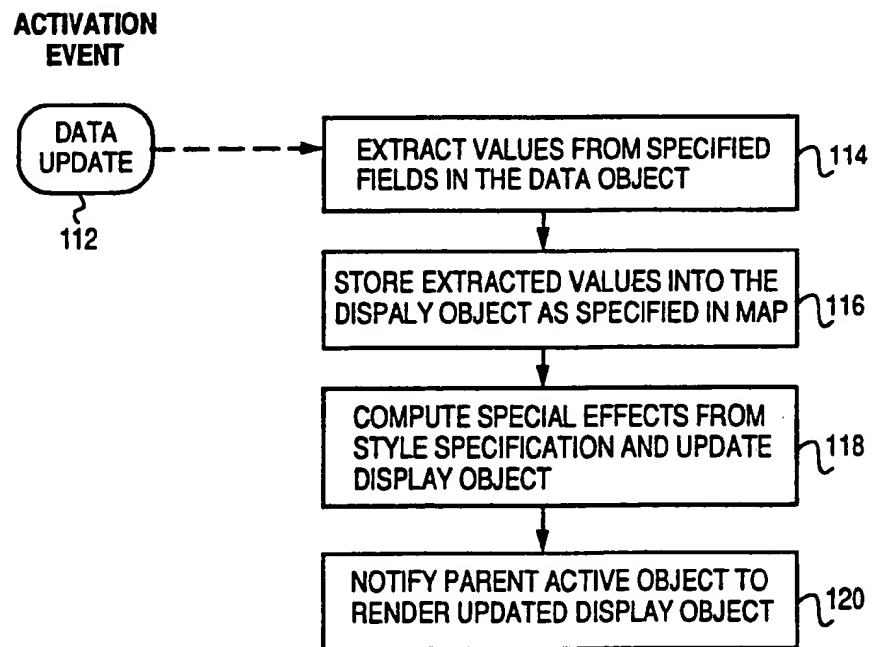 ACTIVATION
EVENT
DATA
UPDATE
112
EXTRACT VALUES FROM SPECIFIED
FIELDS IN THE DATA OBJECT
114
STORE EXTRACTED VALUES INTO THE
DISPALY OBJECT AS SPECIFIED IN MAP
116
COMPUTE SPECIAL EFFECTS FROM
STYLE SPECIFICATION AND UPDATE
DISPLAY OBJECT
118
NOTIFY PARENT ACTIVE OBJECT TO
RENDER UPDATED DISPLAY OBJECT
120